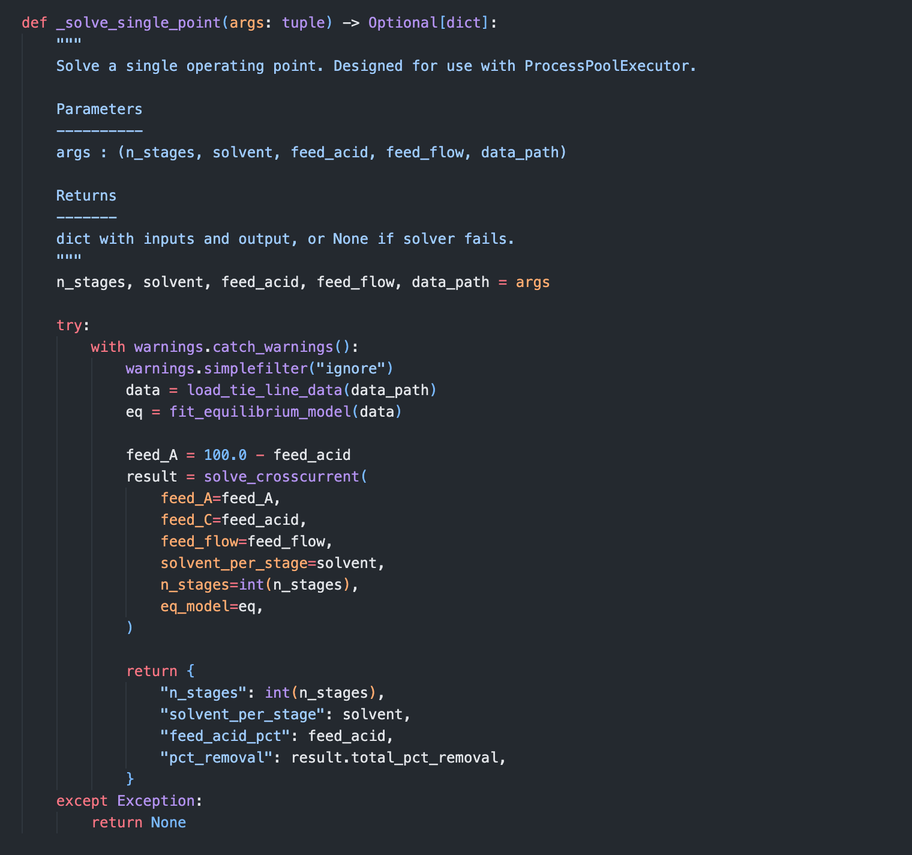 def _solve_single_point(args: tuple) -> Optional[dict]:
    """
    Solve a single operating point. Designed for use with ProcessPoolExecutor.

    Parameters
    ----------
    args : (n_stages, solvent, feed_acid, feed_flow, data_path)

    Returns
    -------
    dict with inputs and output, or None if solver fails.
    """
    n_stages, solvent, feed_acid, feed_flow, data_path = args

    try:
        with warnings.catch_warnings():
            warnings.simplefilter("ignore")
            data = load_tie_line_data(data_path)
            eq = fit_equilibrium_model(data)

            feed_A = 100.0 - feed_acid
            result = solve_crosscurrent(
                feed_A=feed_A,
                feed_C=feed_acid,
                feed_flow=feed_flow,
                solvent_per_stage=solvent,
                n_stages=int(n_stages),
                eq_model=eq,
            )

            return {
                "n_stages": int(n_stages),
                "solvent_per_stage": solvent,
                "feed_acid_pct": feed_acid,
                "pct_removal": result.total_pct_removal,
            }
    except Exception:
        return None